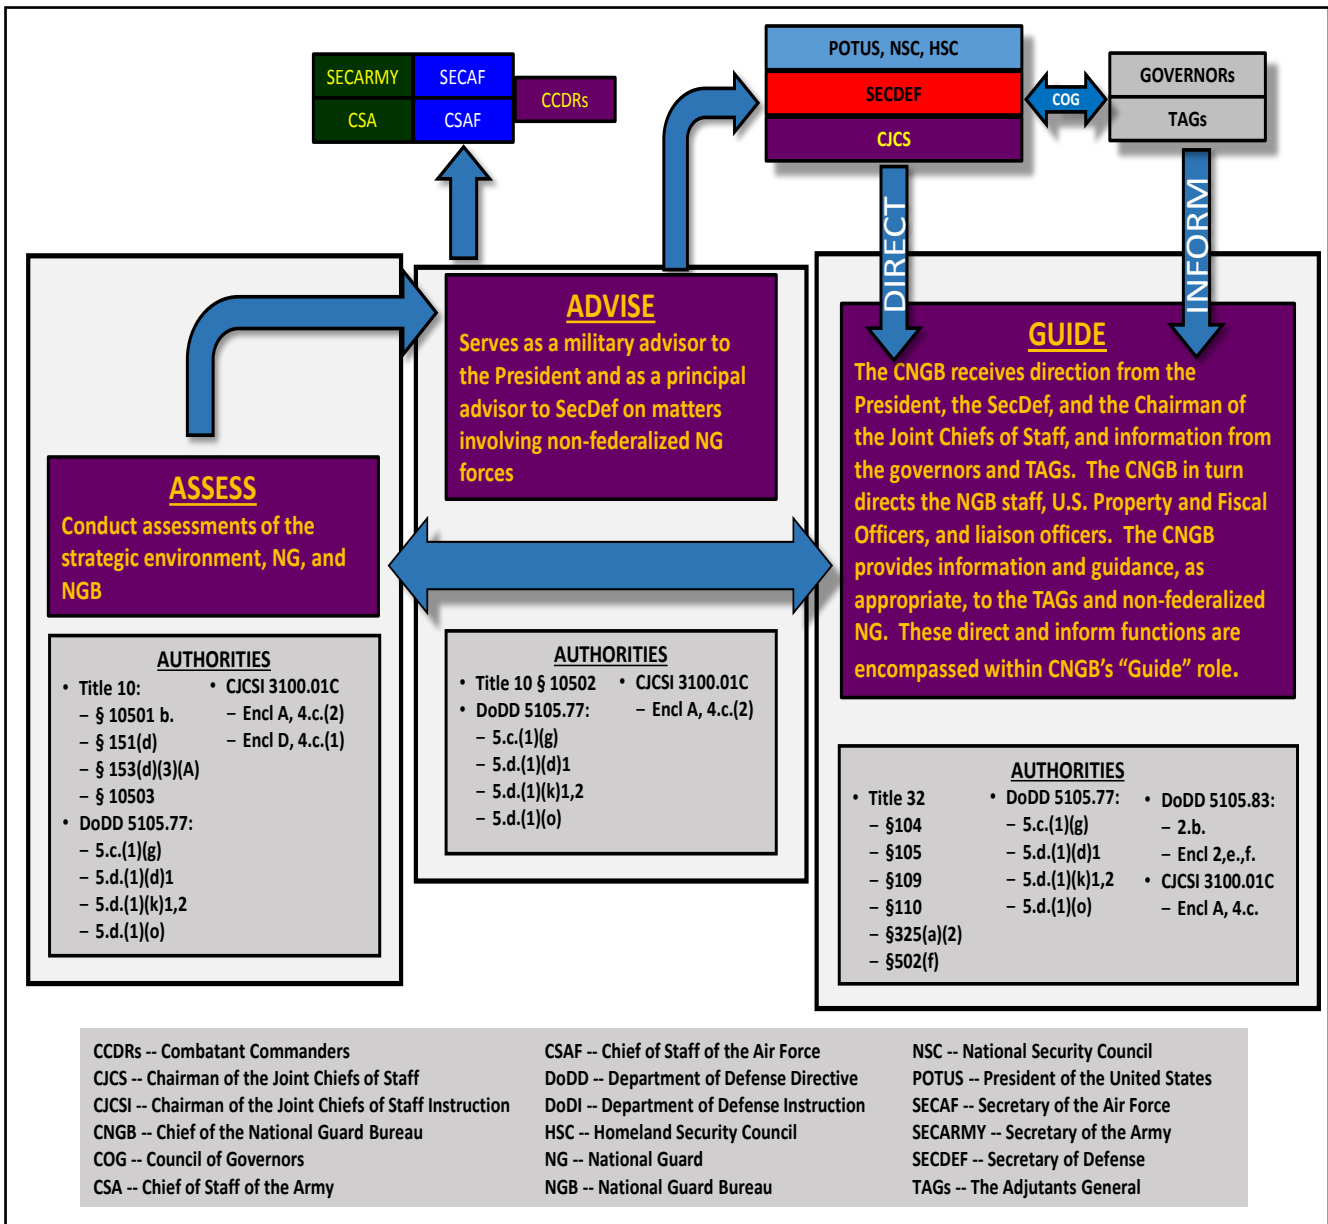 SECARMY
SECAF
CSA
CSAF
CCDRs
POTUS, NSC, HSC
SECDEF
CJCS
COG
GOVERNORs
TAGs
DIRECT
INFORM
ASSESS
Conduct assessments of the
strategic environment, NG, and
NGB
AUTHORITIES
• Title 10:
– § 10501 b.
– § 151(d)
– § 153(d)(3)(A)
– § 10503
• DoDD 5105.77:
– 5.c.(1)(g)
– 5.d.(1)(d)1
– 5.d.(1)(k)1,2
– 5.d.(1)(o)
• CJCSI 3100.01C
– Encl A, 4.c.(2)
– Encl D, 4.c.(1)
ADVISE
Serves as a military advisor to
the President and as a principal
advisor to SecDef on matters
involving non-federalized NG
forces
AUTHORITIES
• Title 10 § 10502
• DoDD 5105.77:
– 5.c.(1)(g)
– 5.d.(1)(d)1
– 5.d.(1)(k)1,2
– 5.d.(1)(o)
• CJCSI 3100.01C
– Encl A, 4.c.(2)
GUIDE
The CNGB receives direction from the
President, the SecDef, and the Chairman of
the Joint Chiefs of Staff, and information from
the governors and TAGs.  The CNGB in turn
directs the NGB staff, U.S. Property and Fiscal
Officers, and liaison officers.  The CNGB
provides information and guidance, as
appropriate, to the TAGs and non-federalized
NG.  These direct and inform functions are
encompassed within CNGB’s “Guide” role.
AUTHORITIES
• Title 32
– §104
– §105
– §109
– §110
– §325(a)(2)
– §502(f)
• DoDD 5105.77:
– 5.c.(1)(g)
– 5.d.(1)(d)1
– 5.d.(1)(k)1,2
– 5.d.(1)(o)
• DoDD 5105.83:
– 2.b.
– Encl 2,e.,f.
• CJCSI 3100.01C
– Encl A, 4.c.
CCDRs -- Combatant Commanders
CJCS -- Chairman of the Joint Chiefs of Staff
CJCSI -- Chairman of the Joint Chiefs of Staff Instruction
CNGB -- Chief of the National Guard Bureau
COG -- Council of Governors
CSA -- Chief of Staff of the Army
CSAF -- Chief of Staff of the Air Force
DoDD -- Department of Defense Directive
DoDI -- Department of Defense Instruction
HSC -- Homeland Security Council
NG -- National Guard
NGB -- National Guard Bureau
NSC -- National Security Council
POTUS -- President of the United States
SECAF -- Secretary of the Air Force
SECARMY -- Secretary of the Army
SECDEF -- Secretary of Defense
TAGs -- The Adjutants General